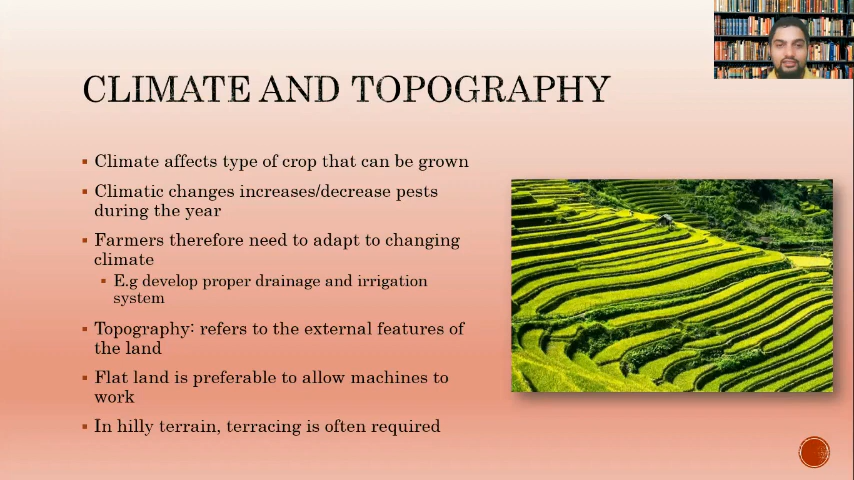 CLIMATE AND TOPOGRAPHY
Climate affects type of crop that can be grown
Climatic changes increases/decrease pests
during the year
Farmers therefore need to adapt to changing
climate
E.g develop proper drainage and irrigation
system
Topography: refers to the external features of
the land
Flat land is preferable to allow machines to
work
In hilly terrain, terracing is often required